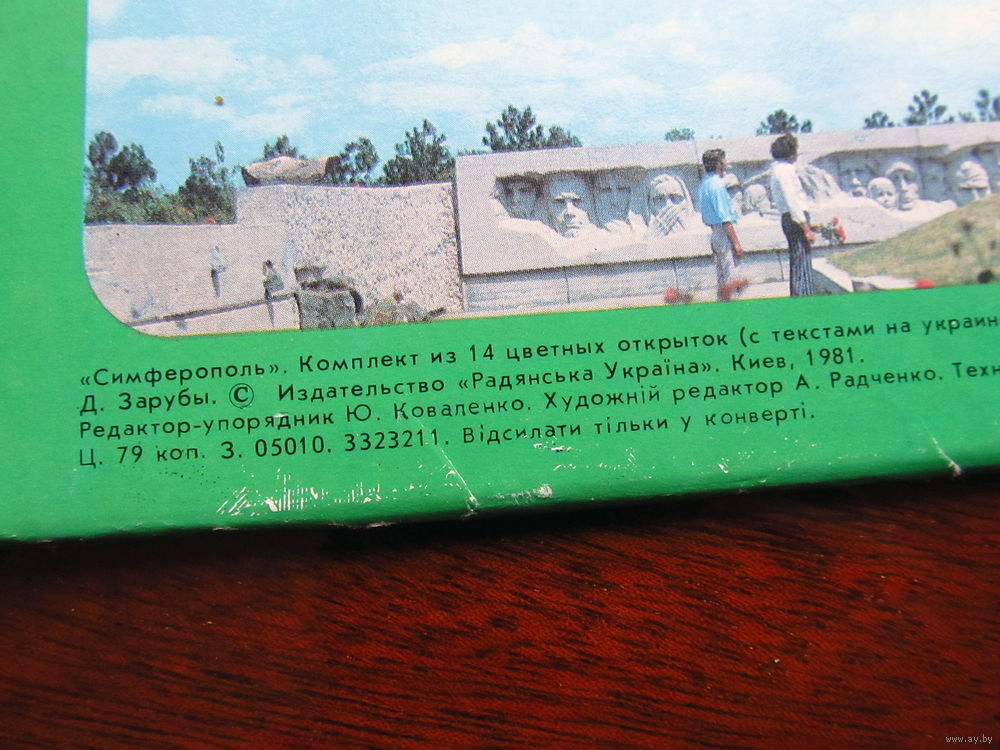 «Симферополь». Комплект из 14 цветных открыток (с текстами на украин
Д. Зарубы. © Издательство «Радянська Україна». Киев, 1981.
Редактор-упорядник Ю. Коваленко. Художній редактор А. Радченко. Техн
Ц. 79 коп. З. 05010. 3323211. Відсилати тільки у конверті.
www.ay.by